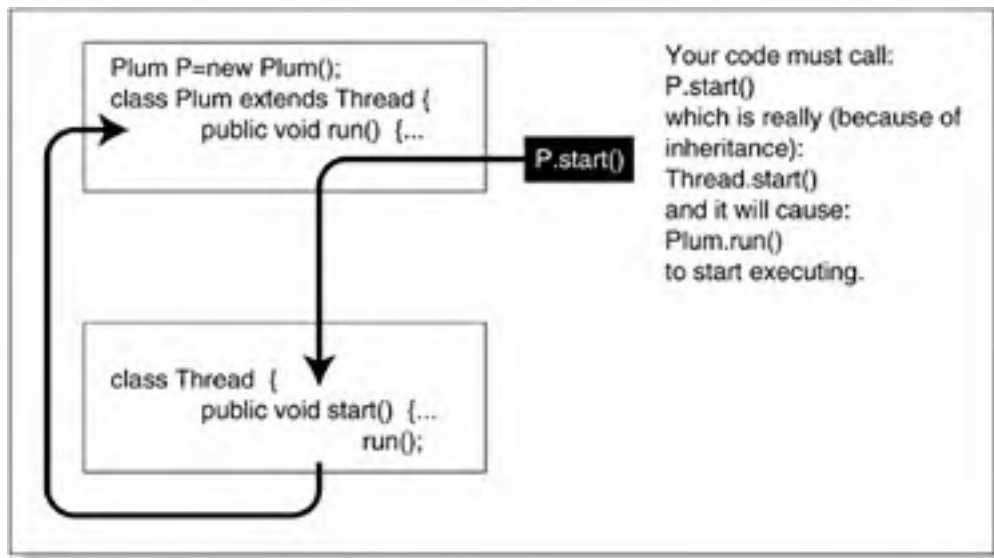 Plum P=new Plum();
class Plum extends Thread {
public void run() {...
P.start()
Your code must call:
P.start()
which is really (because of
inheritance):
Thread.start()
and it will cause:
Plum.run()
to start executing.
class Thread {
public void start() {...
run();